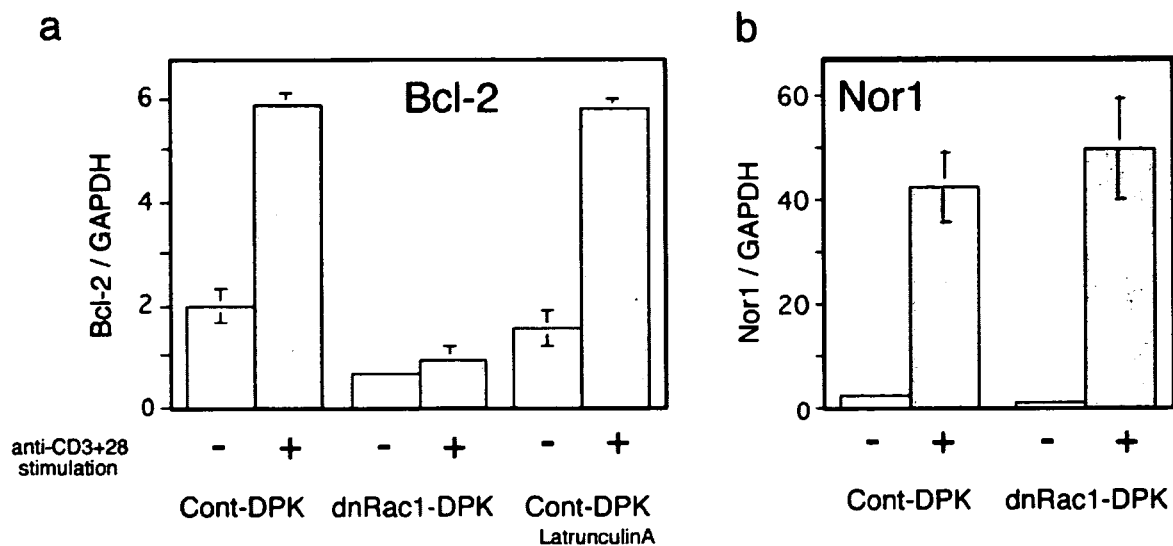 a
Bcl-2
Bcl-2 / GAPDH
6
4
2
0
anti-CD3+28
stimulation
- + - + - +
Cont-DPK dnRac1-DPK Cont-DPK
LatrunculinA
b
Nor1
Nor1 / GAPDH
60
40
20
0
- + - +
Cont-DPK dnRac1-DPK